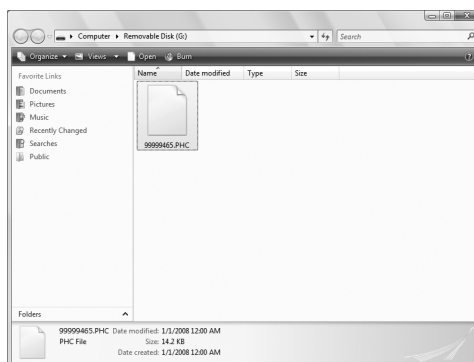 Computer Removable Disk (G:) Search
Organize Views Open Burn
Favorite Links
Documents
Pictures
Music
Recently Changed
Searches
Public
Folders
Name Date modified Type Size
99999465.PHC
99999465.PHC Date modified: 1/1/2008 12:00 AM
PHC File Size: 14.2 KB
Date created: 1/1/2008 12:00 AM